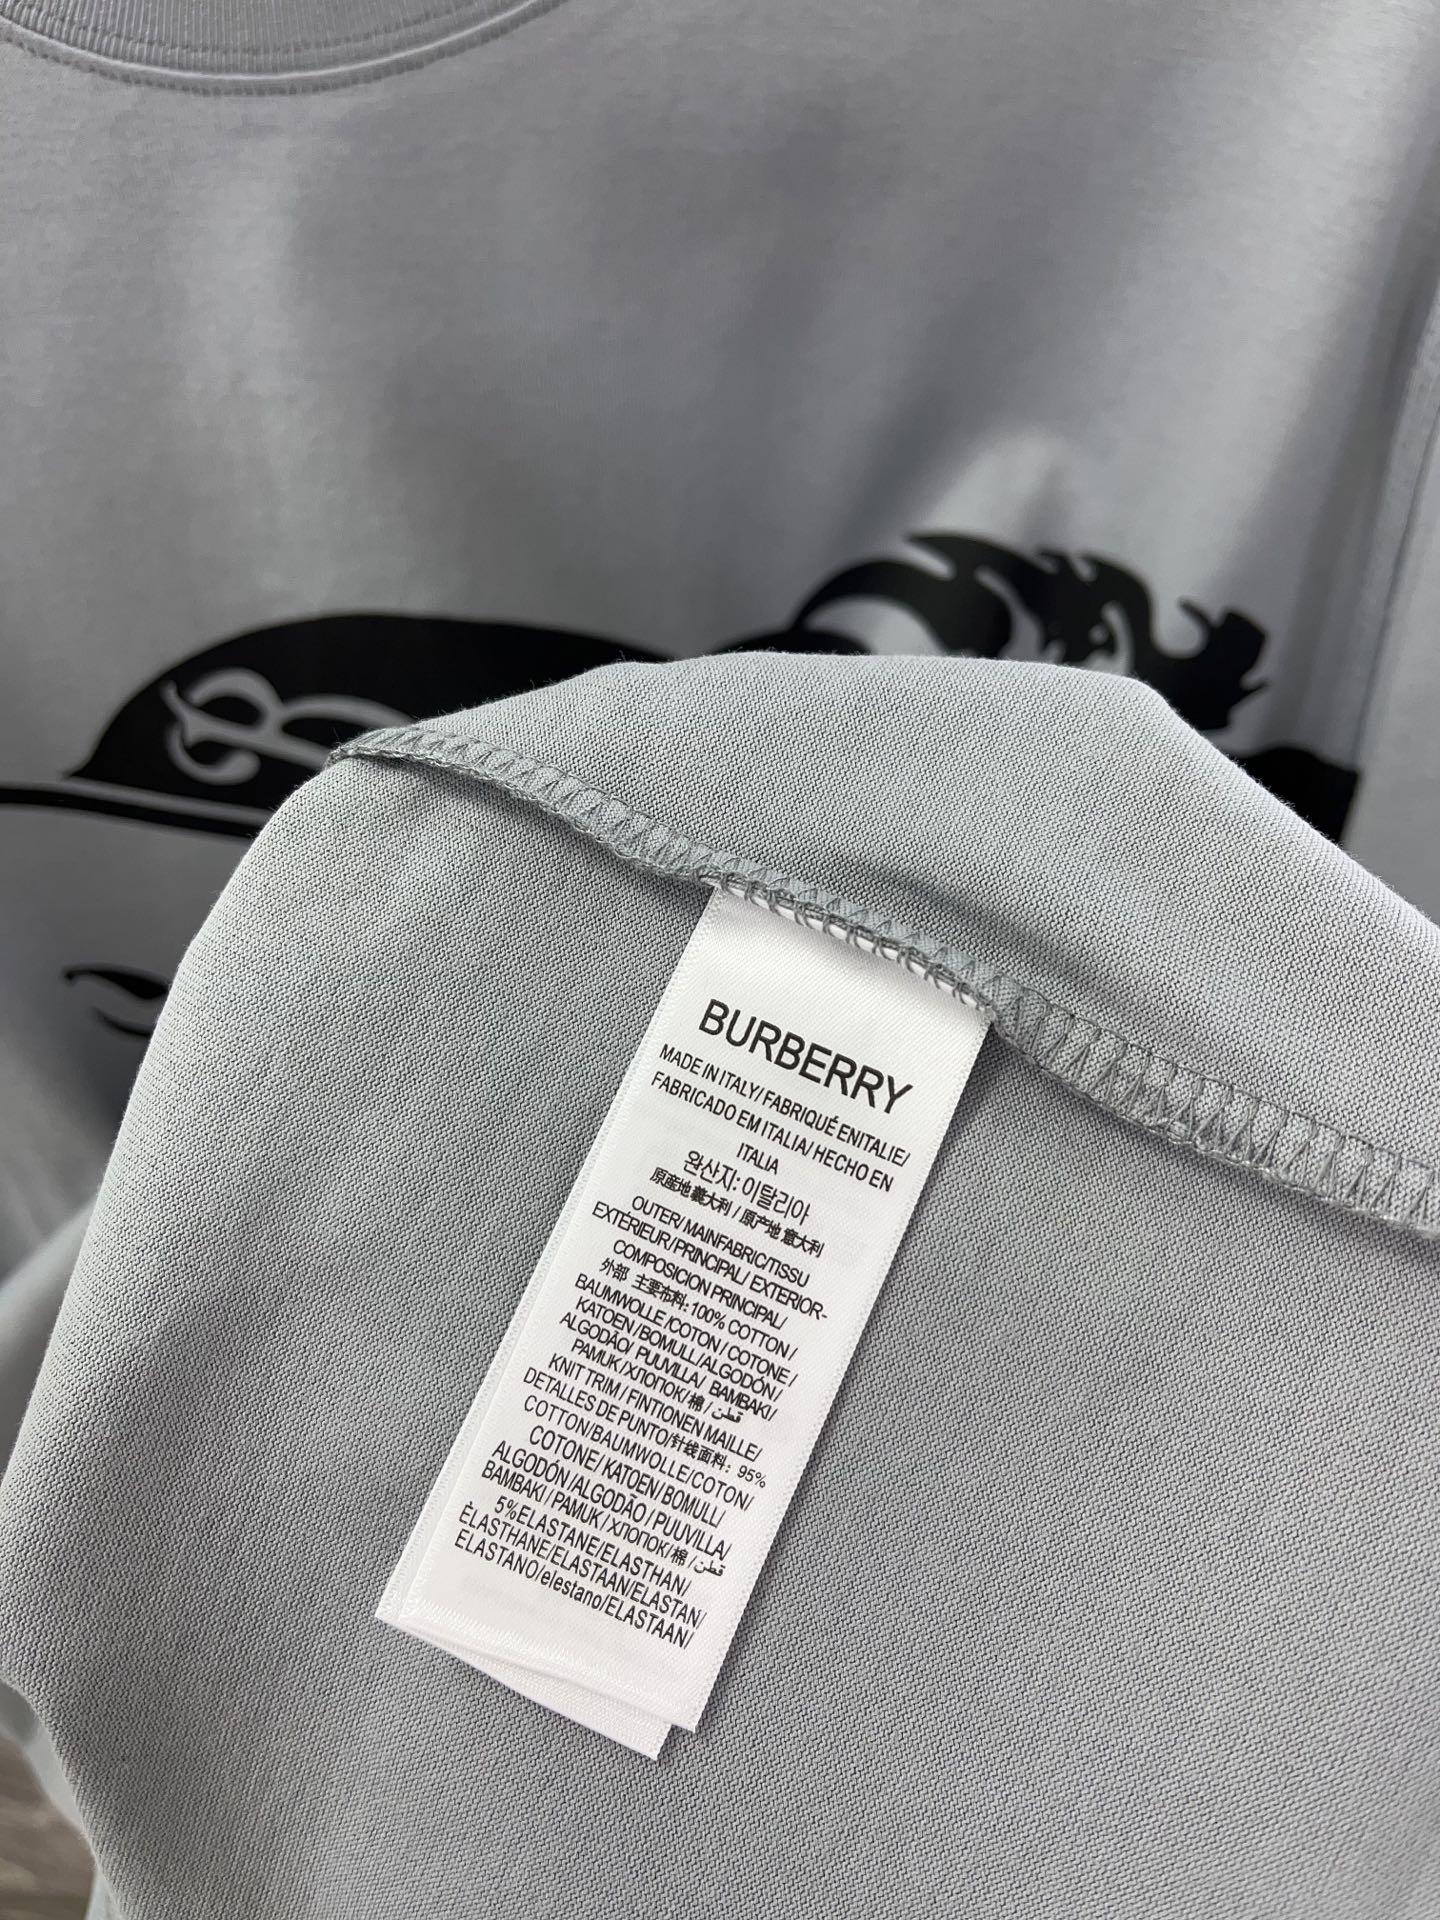 B
BURBERRY
MADE IN ITALY/ FABRIQUÉ ENITALIE/
FABRICADO EM ITALIA/ HECHO EN
ITALIA
완산지: 이탈리아
原産地 義大利 / 原产地 意大利
OUTER/ MAINFABRIC/TISSU
EXTÉRIEUR/PRINCIPAL/ EXTERIOR-
COMPOSICION PRINCIPAL/
外部 主要布料: 100% COTTON/
BAUMWOLLE /COTON / COTONE /
KATOEN / BOMULL/ALGODÓN/
ALGODÃO/ PUUVILLA/ BAMBAKI/
PAMUK / ХЛОПОК/ 棉 / قطن
KNIT TRIM / FINTIONEN MAILLE/
DETALLES DE PUNTO/针线面料: 95%
COTTON/BAUMWOLLE/COTON/
COTONE/ KATOEN/ BOMULL/
ALGODÓN/ALGODÃO / PUUVILLA/
BAMBAKI / PAMUK / ХЛОПОК/ 棉 / قطن
5%ELASTANE/ELASTHAN/
ÈLASTHANE/ELASTAAN/ELASTAN/
ELASTANO/elestano/ELASTAAN/